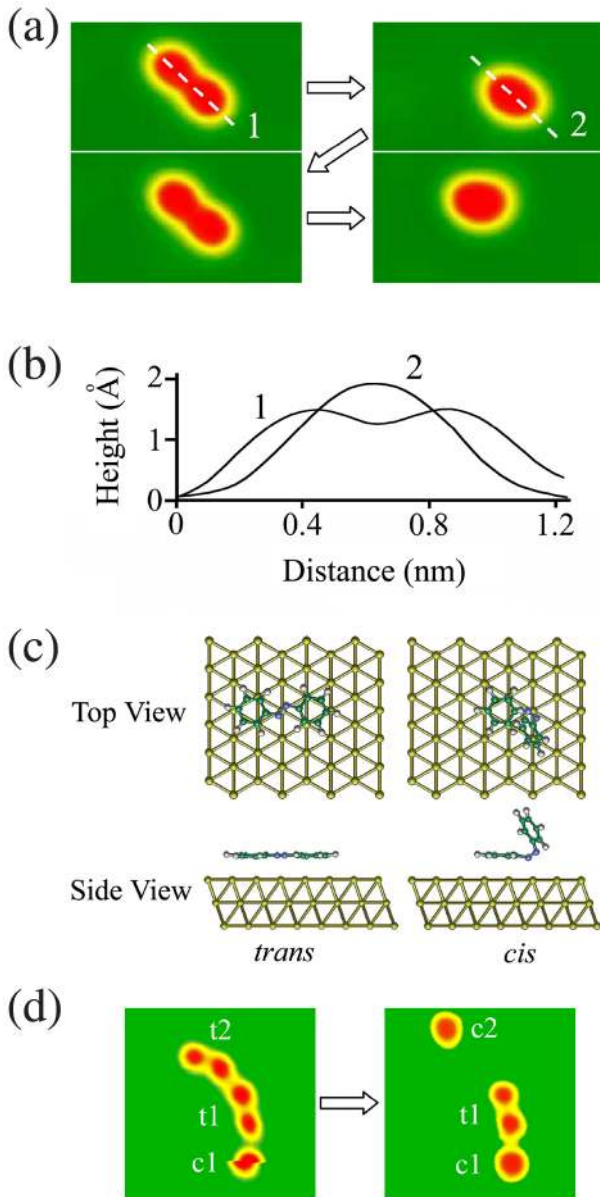 (a)
1
2
(b)
Height (Å)
2
1
0
1
2
0
0.4
0.8
1.2
Distance (nm)
(c)
Top View
Side View
trans
cis
(d)
t2
t1
c1
c2
t1
c1